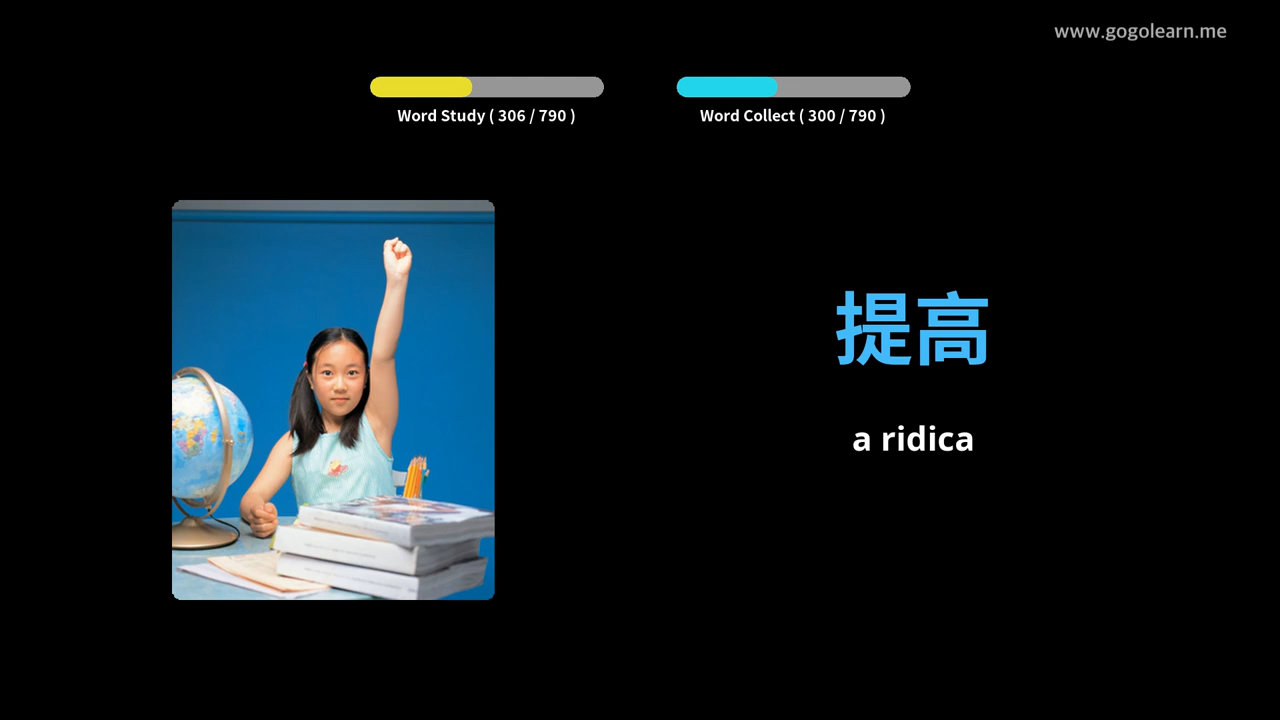 www.gogolearn.me
Word Study ( 306 / 790 )
Word Collect ( 300 / 790 )
提高
a ridica